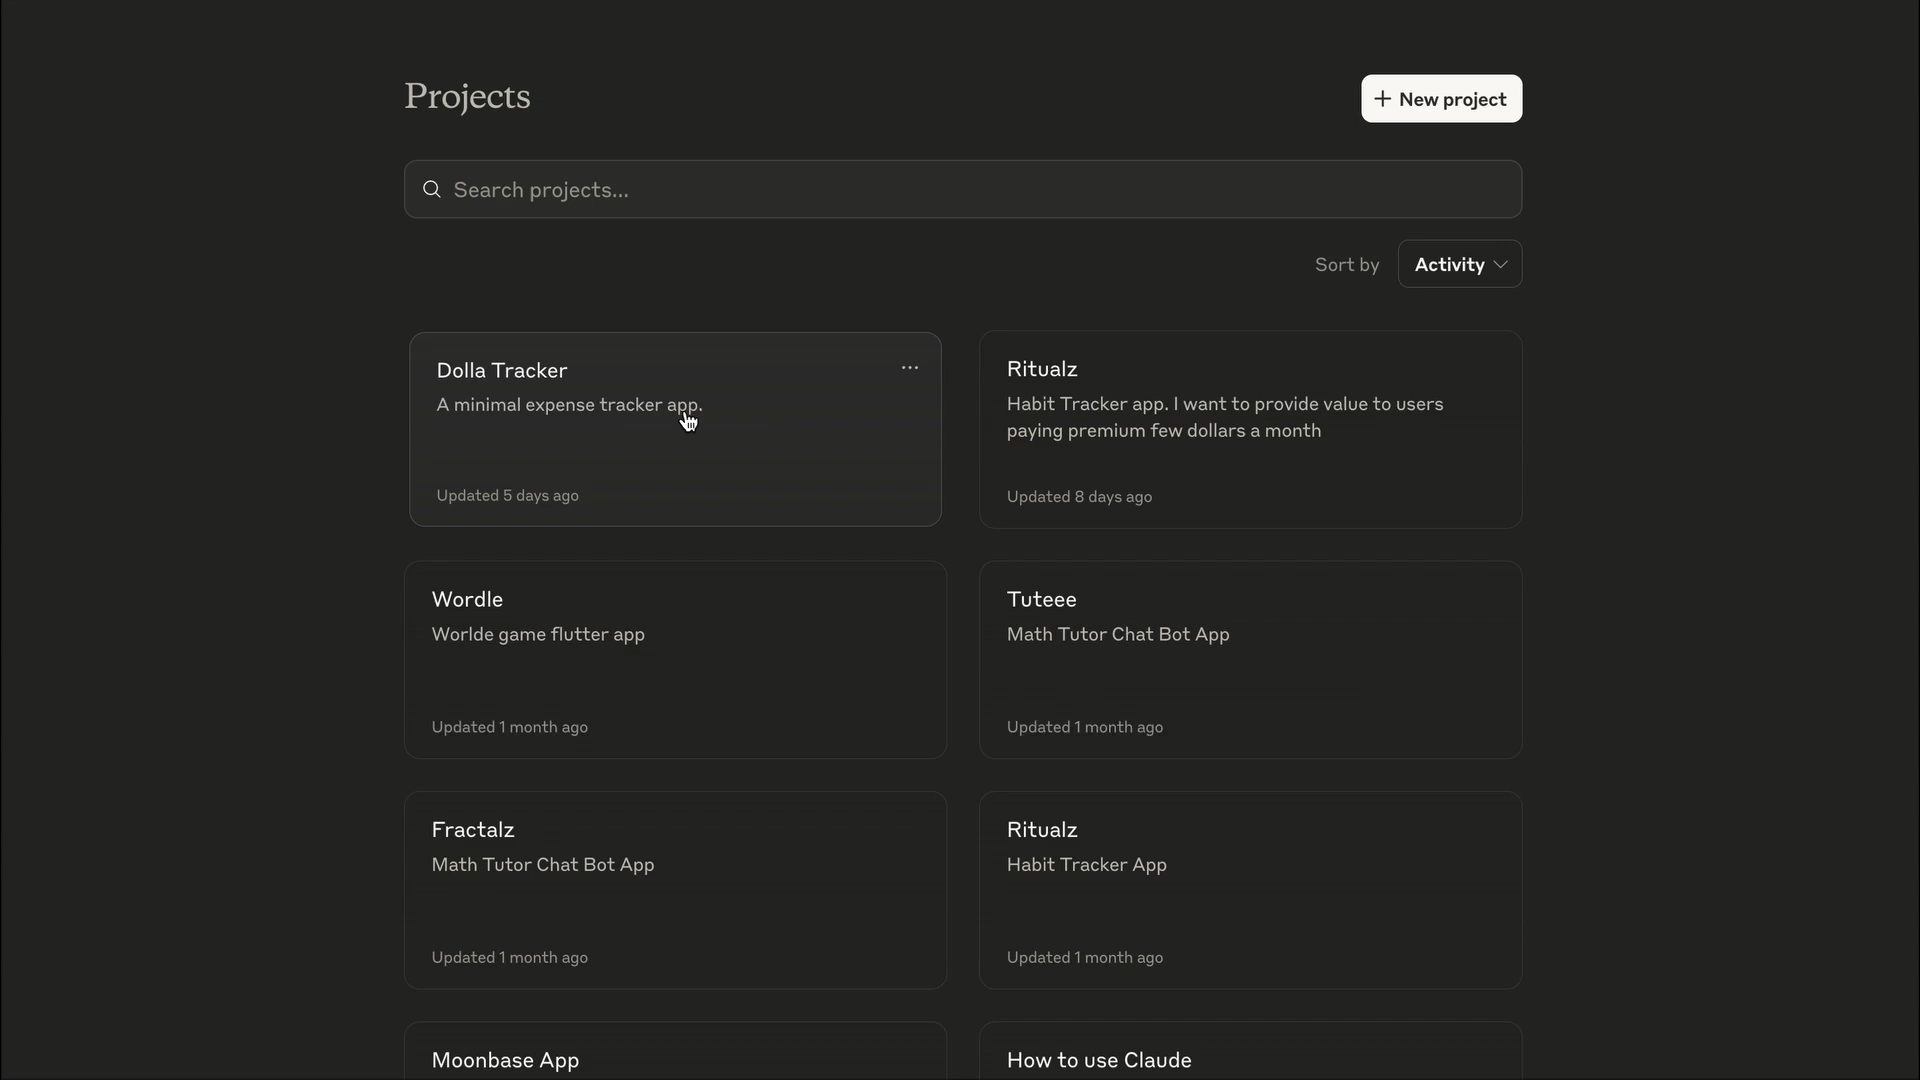 Projects
+ New project
Search projects...
Sort by
Activity
Dolla Tracker
A minimal expense tracker app.
Updated 5 days ago
Ritualz
Habit Tracker app. I want to provide value to users
paying premium few dollars a month
Updated 8 days ago
Wordle
Worlde game flutter app
Updated 1 month ago
Tuteee
Math Tutor Chat Bot App
Updated 1 month ago
Fractalz
Math Tutor Chat Bot App
Updated 1 month ago
Ritualz
Habit Tracker App
Updated 1 month ago
Moonbase App
How to use Claude